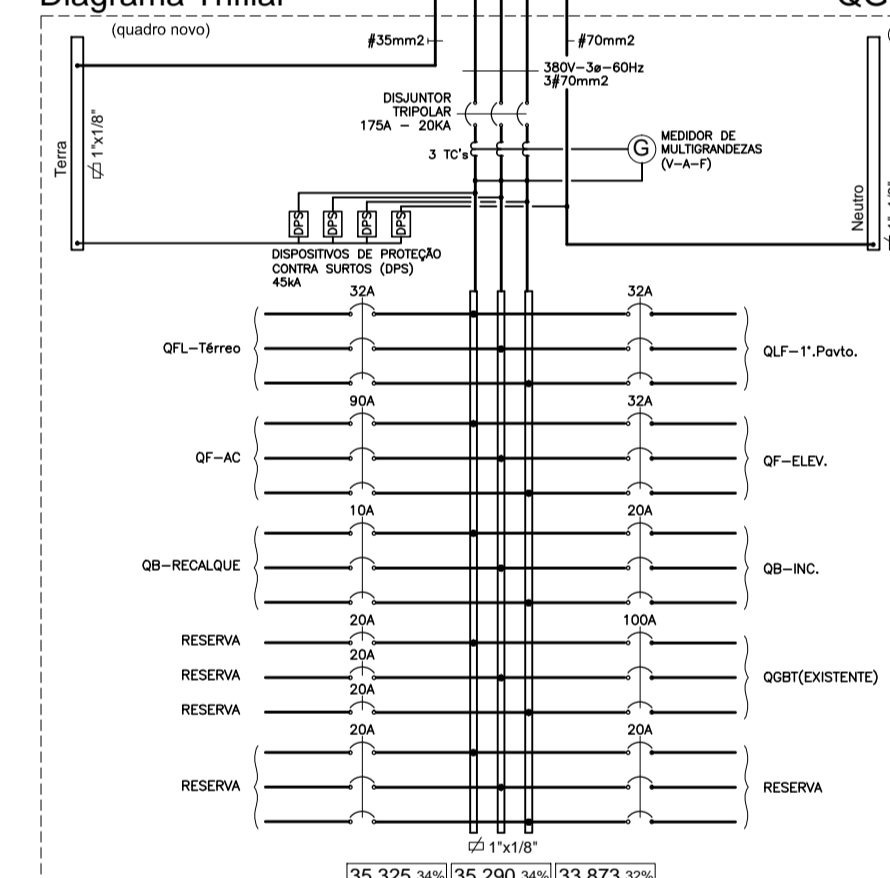 (quadro novo)
#35mm2
#70mm2
380V-3ø-60Hz
3#70mm2
DISJUNTOR
TRIPOLAR
175A - 20KA
3 TC's
G
MEDIDOR DE
MULTIGRANDEZAS
(V-A-F)
Terra
1"x1/8"
Neutro
DPS
DPS
DPS
DPS
DISPOSITIVOS DE PROTEÇÃO
CONTRA SURTOS (DPS)
45kA
32A
32A
QFL-Térreo
QLF-1°.Pavto.
90A
32A
QF-AC
QF-ELEV.
10A
20A
QB-RECALQUE
QB-INC.
20A
100A
RESERVA
20A
RESERVA
QGBT(EXISTENTE)
20A
RESERVA
20A
20A
RESERVA
RESERVA
1"x1/8"
35.325 34%
35.290 34%
33.873 32%